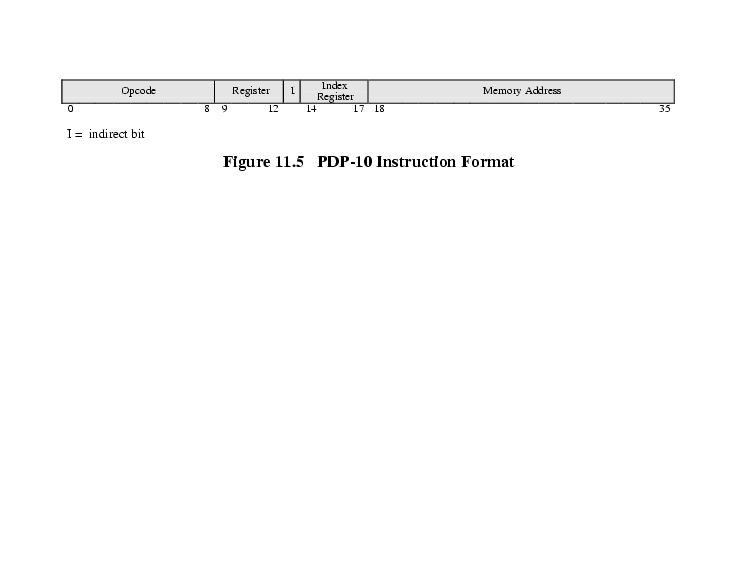 Opcode Register I Index Register Memory Address
0 8 9 12 14 17 18 35
I = indirect bit
Figure 11.5 PDP-10 Instruction Format